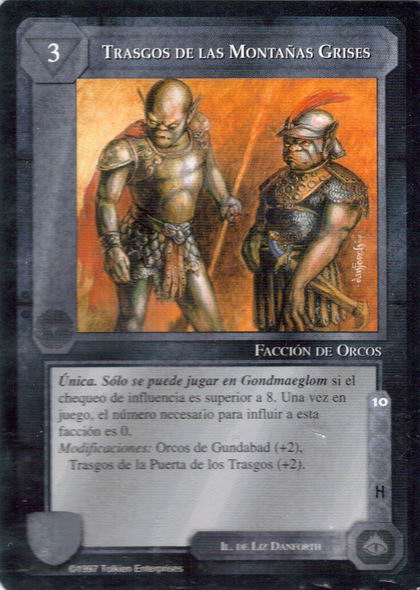 3
TRASGOS DE LAS MONTAÑAS GRISES
Danforth
FACCIÓN DE ORCOS
Única. Sólo se puede jugar en Gondmaeglom si el
chequeo de influencia es superior a 8. Una vez en
juego, el número necesario para influir a esta
facción es 0.
Modificaciones: Orcos de Gundabad (+2),
Trasgos de la Puerta de los Trasgos (+2).
10
H
IL. DE LIZ DANFORTH
©1997 Tolkien Enterprises